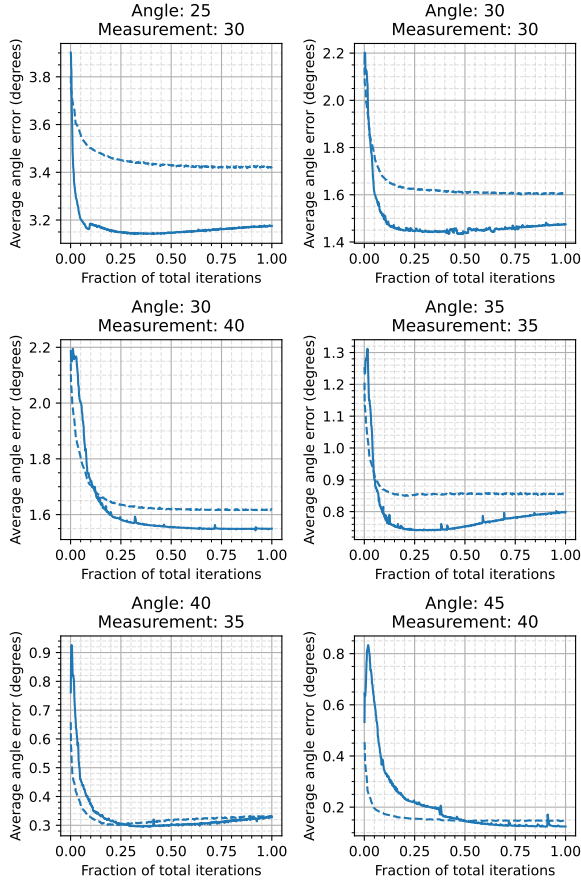 Angle: 25
Measurement: 30
Average angle error (degrees)
3.8
3.6
3.4
3.2
0.00 0.25 0.50 0.75 1.00
Fraction of total iterations
Angle: 30
Measurement: 30
Average angle error (degrees)
2.2
2.0
1.8
1.6
1.4
0.00 0.25 0.50 0.75 1.00
Fraction of total iterations
Angle: 30
Measurement: 40
Average angle error (degrees)
2.2
2.0
1.8
1.6
0.00 0.25 0.50 0.75 1.00
Fraction of total iterations
Angle: 35
Measurement: 35
Average angle error (degrees)
1.3
1.2
1.1
1.0
0.9
0.8
0.00 0.25 0.50 0.75 1.00
Fraction of total iterations
Angle: 40
Measurement: 35
Average angle error (degrees)
0.9
0.8
0.7
0.6
0.5
0.4
0.3
0.00 0.25 0.50 0.75 1.00
Fraction of total iterations
Angle: 45
Measurement: 40
Average angle error (degrees)
0.8
0.6
0.4
0.2
0.00 0.25 0.50 0.75 1.00
Fraction of total iterations